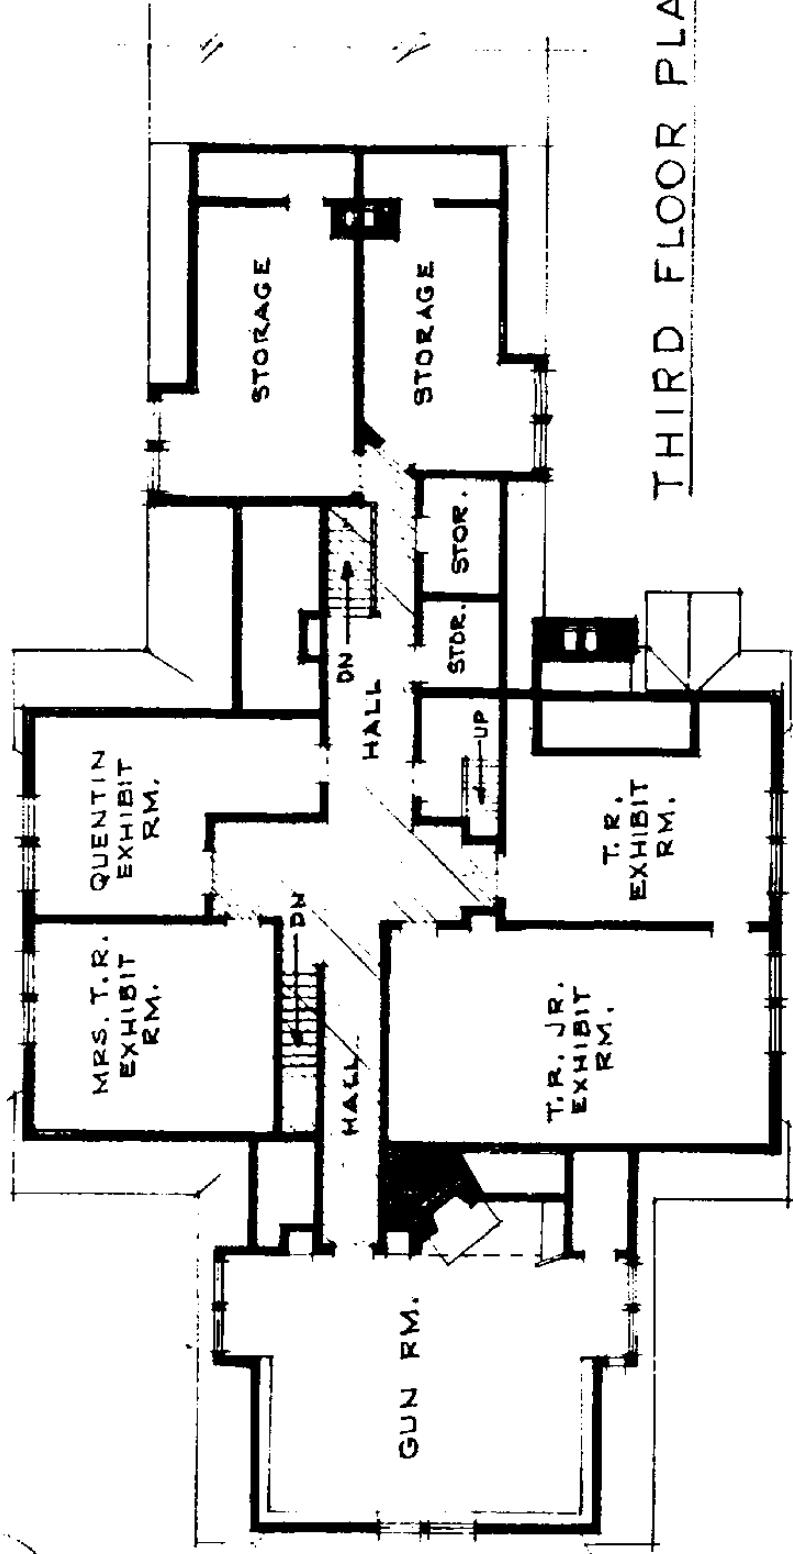 THIRD FLOOR PLA
STORAGE
STORAGE
STOR.
STOR.
DN
HALL
UP
QUENTIN
EXHIBIT
RM.
T. R.
EXHIBIT
RM.
DN
MRS. T. R.
EXHIBIT
RM.
T. R. JR.
EXHIBIT
RM.
HALL
GUN RM.